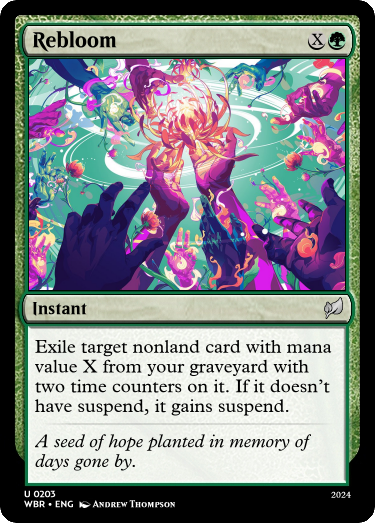 Rebloom X
Instant
Exile target nonland card with mana
value X from your graveyard with
two time counters on it. If it doesn't
have suspend, it gains suspend.
A seed of hope planted in memory of
days gone by.
U 0203 2024
WBR • ENG Andrew Thompson